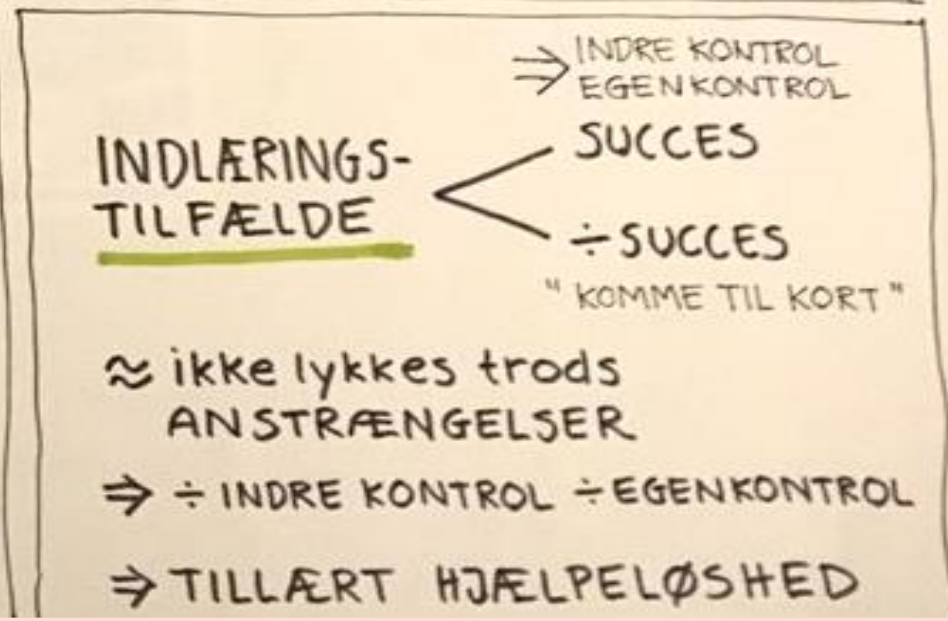 ⇒ INDRE KONTROL
EGENKONTROL
INDLÆRINGS-
TILFÆLDE
SUCCES
÷ SUCCES
" KOMME TIL KORT "
≈ ikke lykkes trods
ANSTRÆNGELSER
⇒ ÷ INDRE KONTROL ÷ EGENKONTROL
⇒ TILLÆRT HJÆLPELØSHED